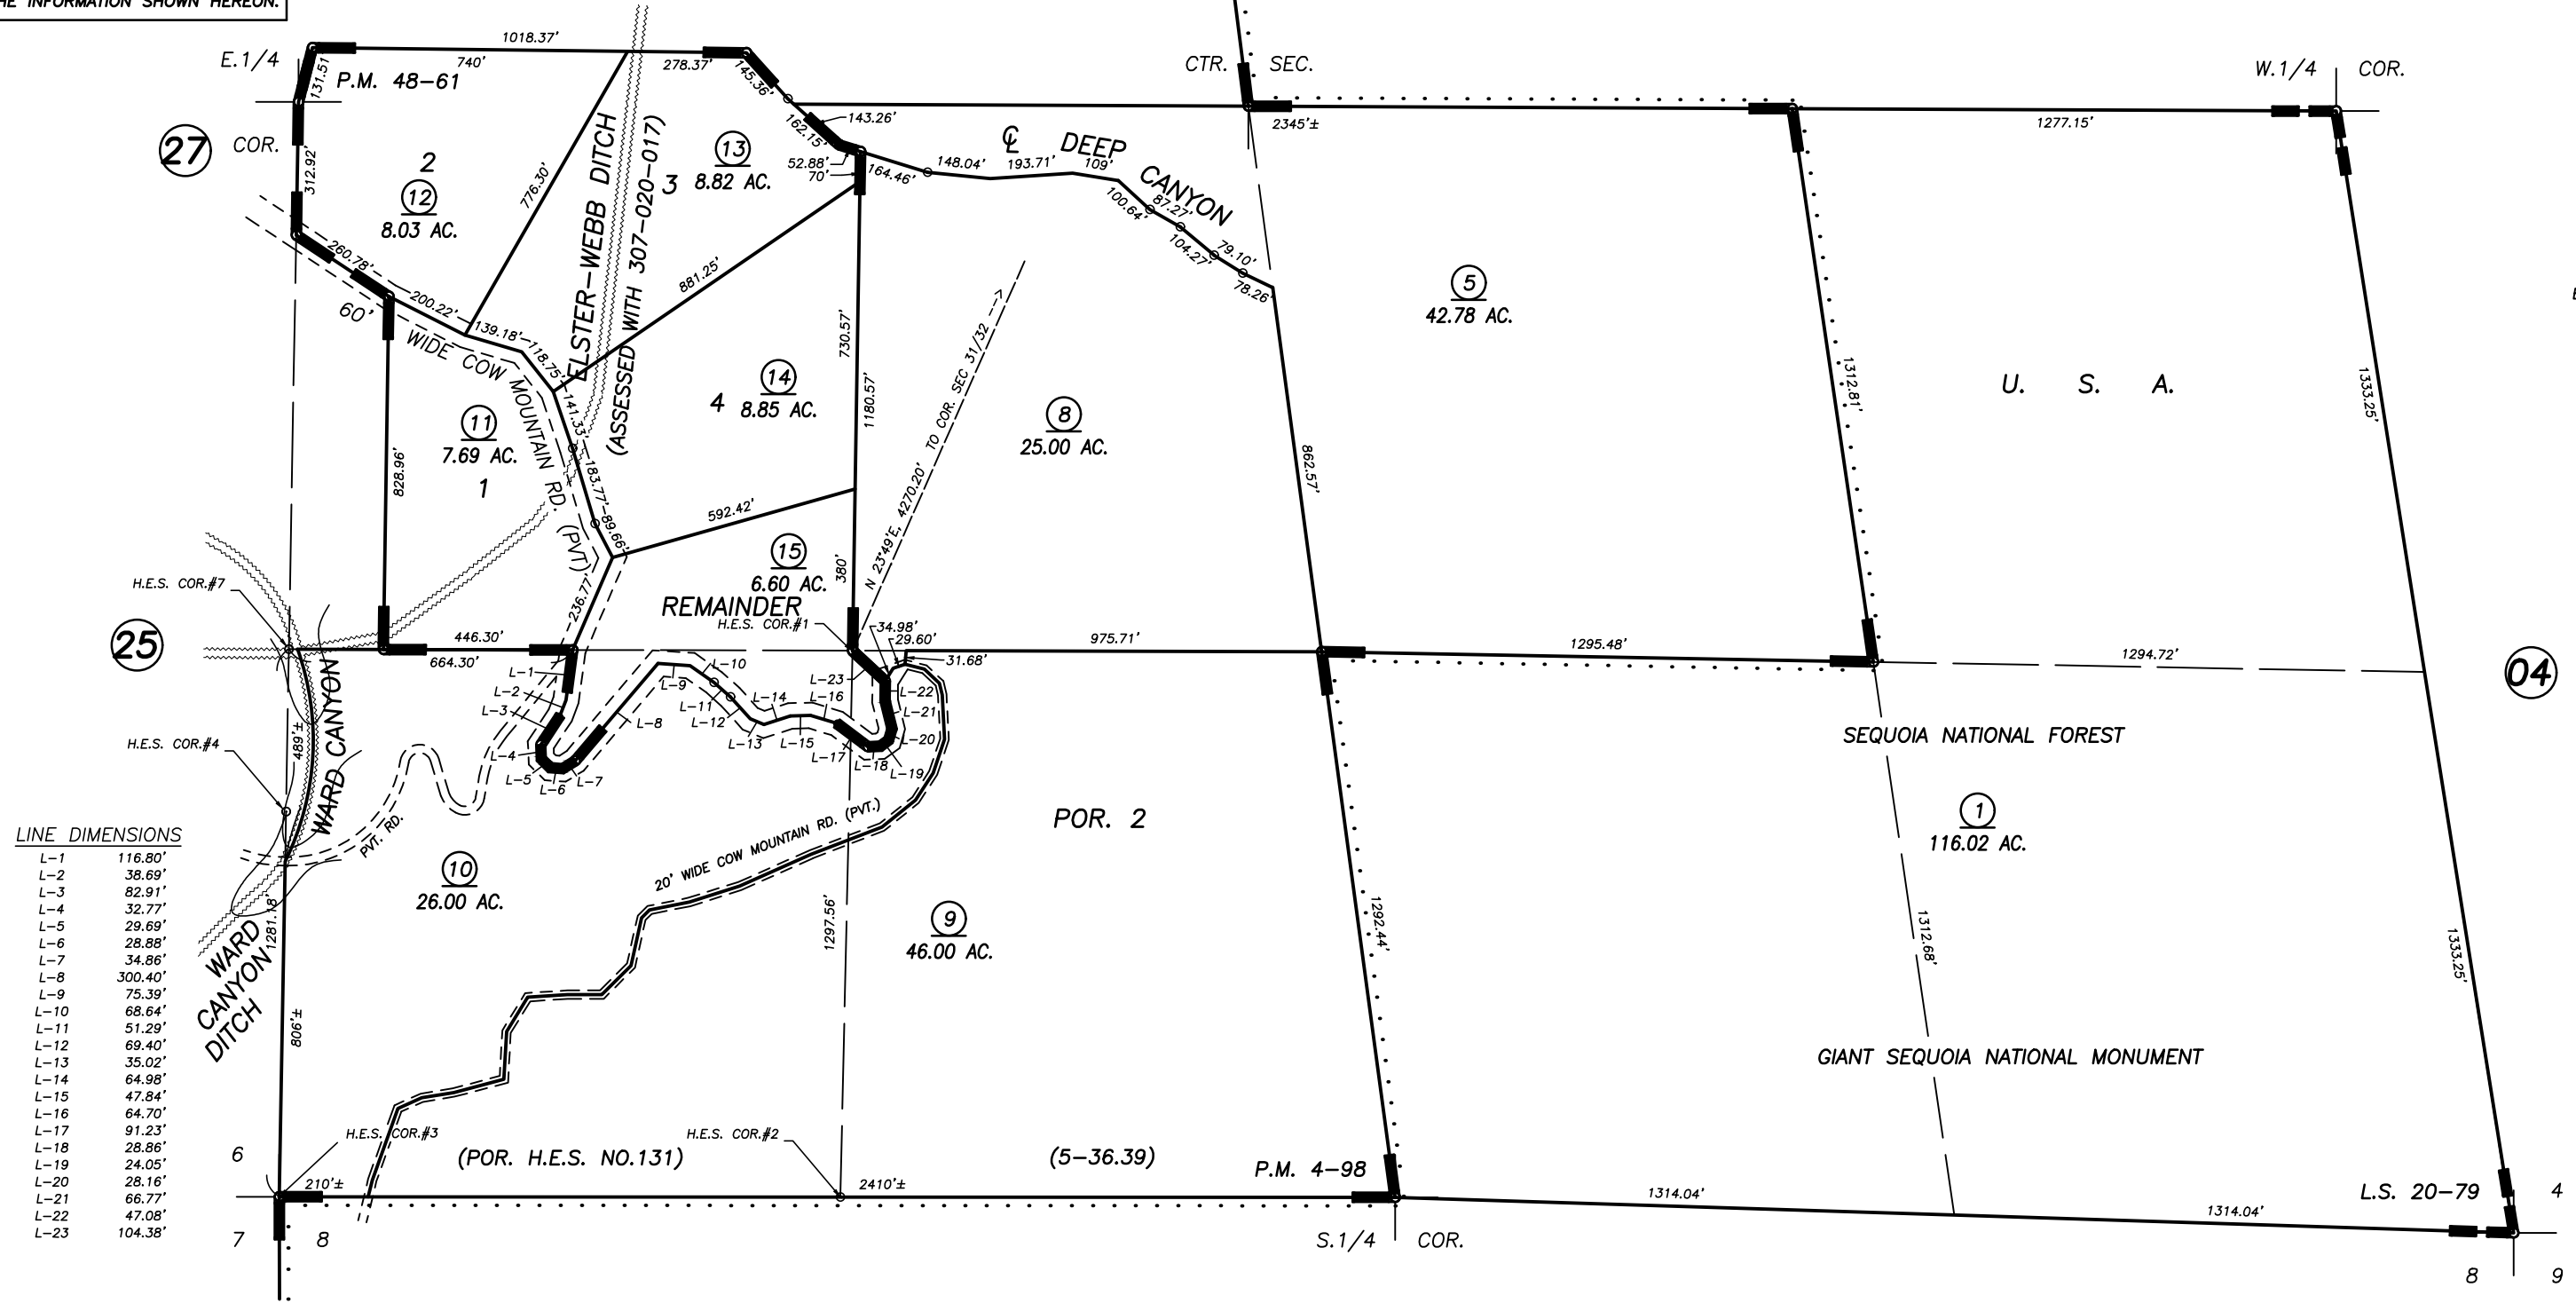 HE INFORMATION SHOWN HEREON.
E.1/4
COR.
1018.37'
740'
278.37'
131.51
P.M. 48-61
145.36'
CTR. SEC.
W.1/4 COR.
27
312.92'
2
12
8.03 AC.
776.30'
ELSTER-WEBB DITCH
(ASSESSED WITH 307-020-017)
3
13
8.82 AC.
162.15'
143.26'
52.88'
70'
164.46'
148.04'
193.71'
109'
℄ DEEP CANYON
100.64'
87.27'
104.27'
79.10'
78.26'
2345'±
1277.15'
260.78'
200.22'
139.18'
118.75'
141.33'
183.77'
89.66'
236.77'
60' WIDE COW MOUNTAIN RD. (PVT)
881.25'
730.57'
1180.57'
N 23°49'E, 4270.20' TO COR. SEC 31/32 -->
5
42.78 AC.
1312.81'
U. S. A.
1333.25'
11
7.69 AC.
1
828.96'
4
14
8.85 AC.
8
25.00 AC.
862.57'
592.42'
15
6.60 AC.
380'
REMAINDER
H.E.S. COR.#7
H.E.S. COR.#1
25
446.30'
664.30'
34.98'
29.60'
31.68'
975.71'
1295.48'
1294.72'
04
L-1
L-2
L-3
L-4
L-5
L-6
L-7
L-8
L-9
L-10
L-11
L-12
L-13
L-14
L-15
L-16
L-17
L-18
L-19
L-20
L-21
L-22
L-23
WARD CANYON
489'±
H.E.S. COR.#4
PVT. RD.
SEQUOIA NATIONAL FOREST
1
116.02 AC.
POR. 2
20' WIDE COW MOUNTAIN RD. (PVT.)
10
26.00 AC.
9
46.00 AC.
1281.18'
1297.56'
1292.44'
1312.68'
1333.25'
WARD
CANYON
DITCH
806'±
GIANT SEQUOIA NATIONAL MONUMENT
LINE DIMENSIONS
L-1 116.80'
L-2 38.69'
L-3 82.91'
L-4 32.77'
L-5 29.69'
L-6 28.88'
L-7 34.86'
L-8 300.40'
L-9 75.39'
L-10 68.64'
L-11 51.29'
L-12 69.40'
L-13 35.02'
L-14 64.98'
L-15 47.84'
L-16 64.70'
L-17 91.23'
L-18 28.86'
L-19 24.05'
L-20 28.16'
L-21 66.77'
L-22 47.08'
L-23 104.38'
6
H.E.S. COR.#3
(POR. H.E.S. NO.131)
H.E.S. COR.#2
(5-36.39)
P.M. 4-98
210'±
2410'±
1314.04'
1314.04'
L.S. 20-79
4
7 8
S.1/4 COR.
8 9